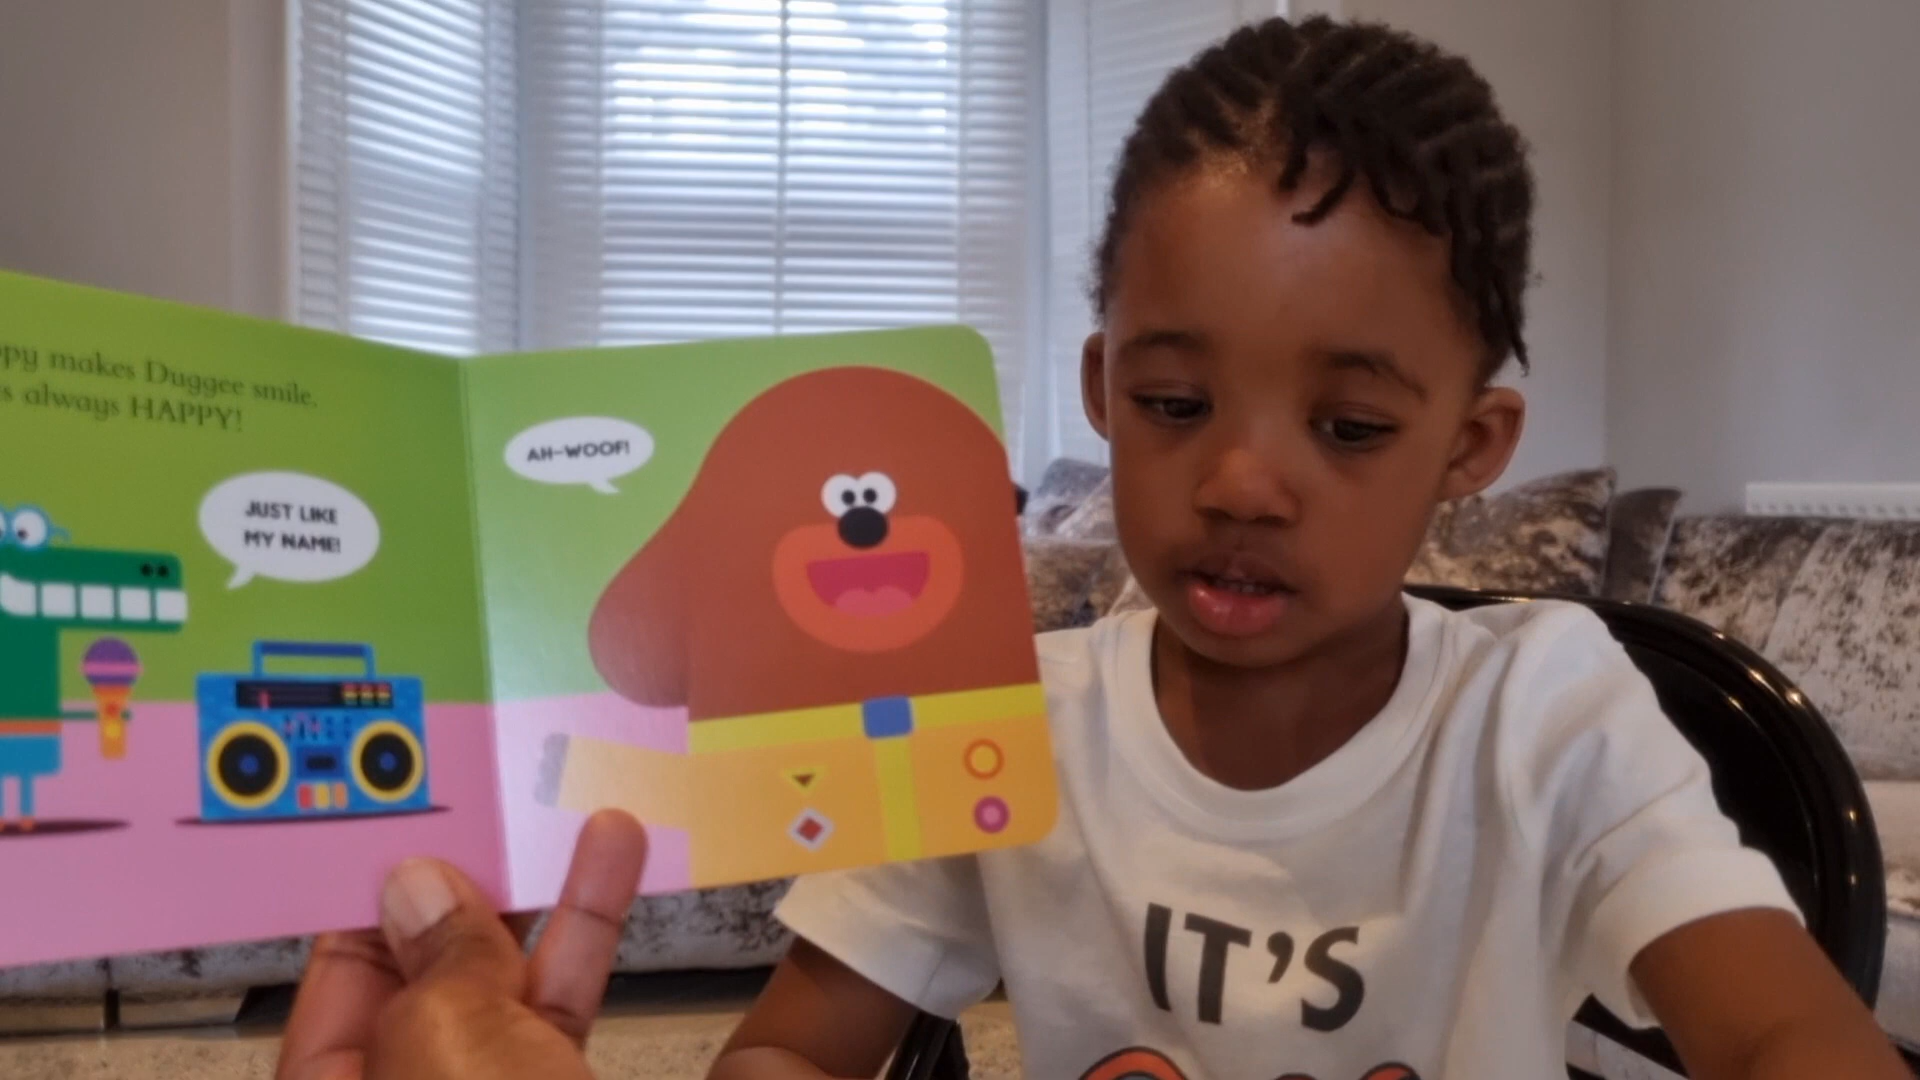 makes Duggee smile.
always HAPPY!
JUST LIKE
MY NAME!
AH-WOOF!
IT'S